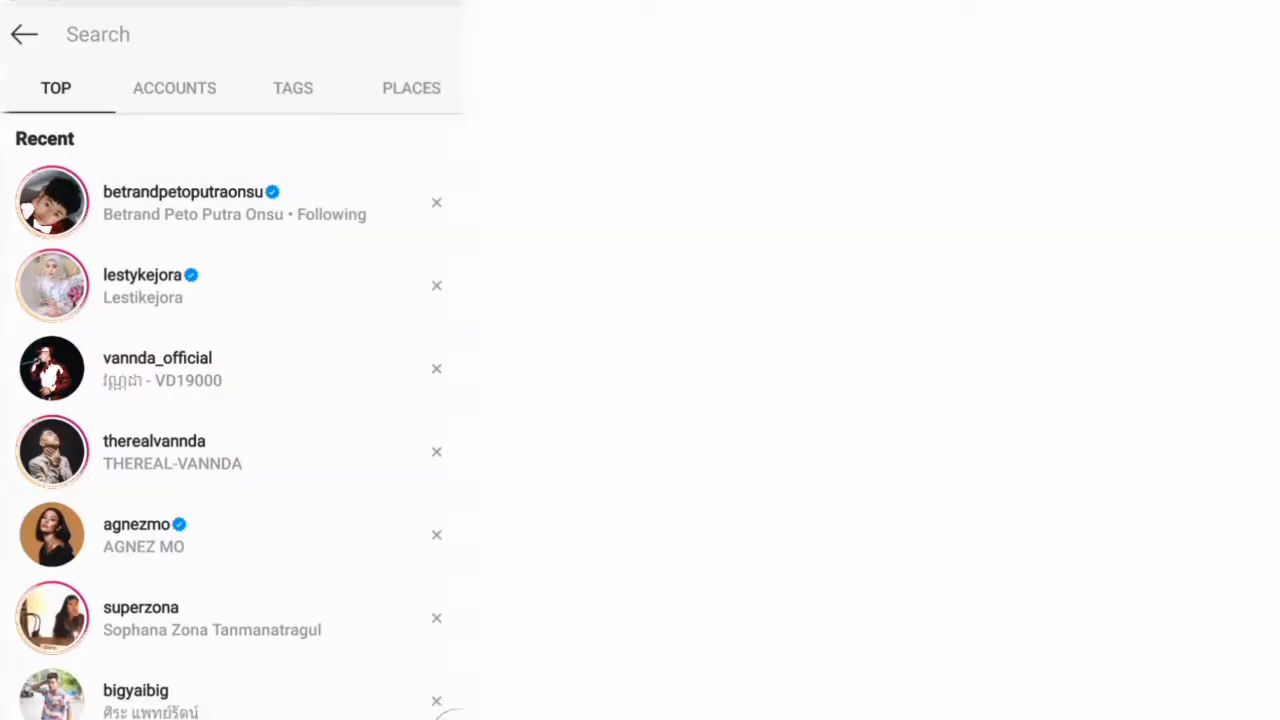 Search
TOP ACCOUNTS TAGS PLACES
Recent
betrandpetoputraonsu
Betrand Peto Putra Onsu • Following
lestykejora
Lestikejora
vannda_official
វណ្ណដា - VD19000
therealvannda
THEREAL-VANNDA
agnezmo
AGNEZ MO
superzona
Sophana Zona Tanmanatragul
bigyaibig
ศิระ แพทย์รัตน์